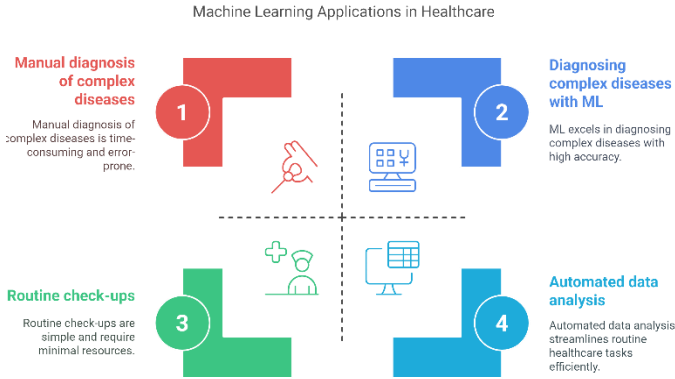 Machine Learning Applications in Healthcare
Manual diagnosis
of complex
diseases
1
Manual diagnosis of
complex diseases is time-
consuming and error-
prone.
2
Diagnosing
complex diseases
with ML
ML excels in diagnosing
complex diseases with
high accuracy.
Routine check-ups
3
Routine check-ups are
simple and require
minimal resources.
4
Automated data
analysis
Automated data analysis
streamlines routine
healthcare tasks
efficiently.